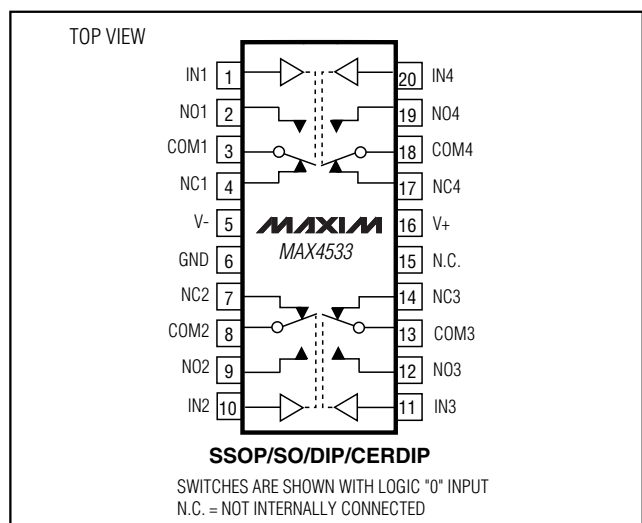 TOP VIEW
IN1 1 20 IN4
NO1 2 19 NO4
COM1 3 18 COM4
NC1 4 17 NC4
V- 5 MAXIM 16 V+
GND 6 MAX4533 15 N.C.
NC2 7 14 NC3
COM2 8 13 COM3
NO2 9 12 NO3
IN2 10 11 IN3
SSOP/SO/DIP/CERDIP
SWITCHES ARE SHOWN WITH LOGIC "0" INPUT
N.C. = NOT INTERNALLY CONNECTED